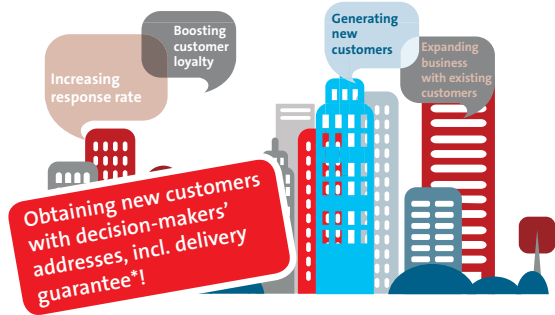 Boosting
customer
loyalty
Generating
new
customers
Increasing
response rate
Expanding
business
with existing
customers
Obtaining new customers
with decision-makers’
addresses, incl. delivery
guarantee*!